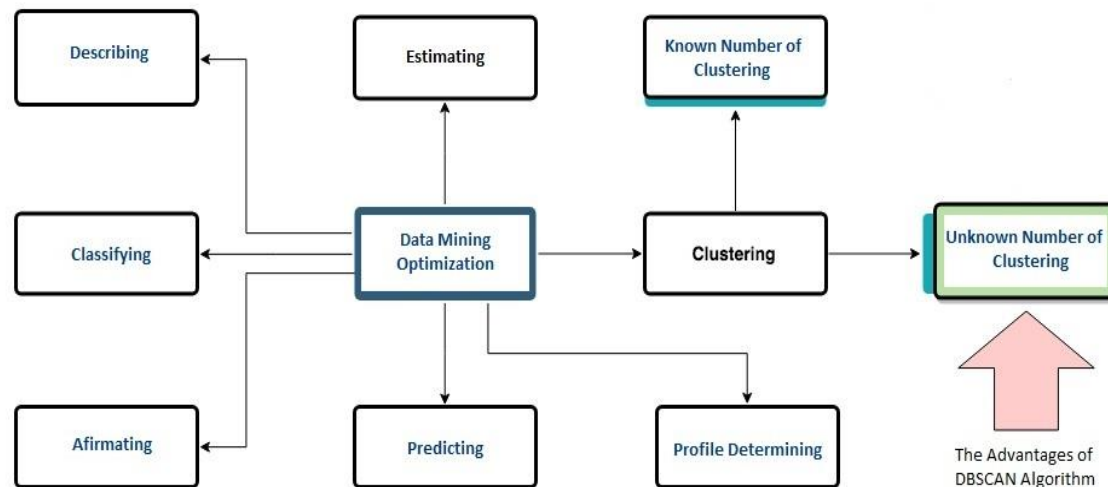 Describing
Estimating
Known Number of
Clustering
Classifying
Data Mining
Optimization
Clustering
Unknown Number of
Clustering
Afirmating
Predicting
Profile Determining
The Advantages of
DBSCAN Algorithm